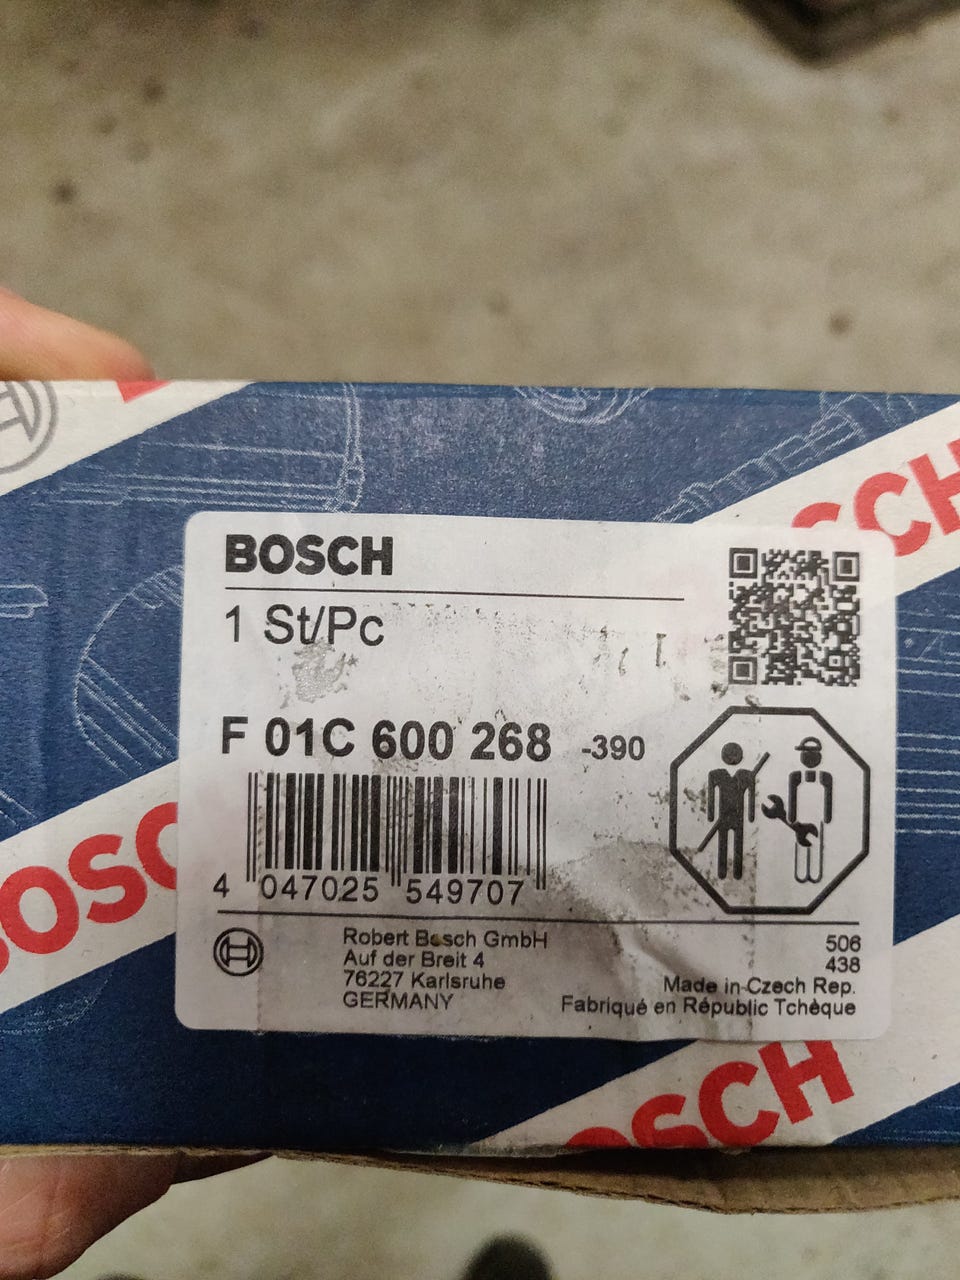 BOSCH
BOSCH
1 St/Pc
F 01C 600 268 -390
4 047025 549707
BOSCH
Robert Bosch GmbH
Auf der Breit 4
76227 Karlsruhe
GERMANY
506
438
Made in Czech Rep.
Fabriqué en République Tchèque
BOSCH